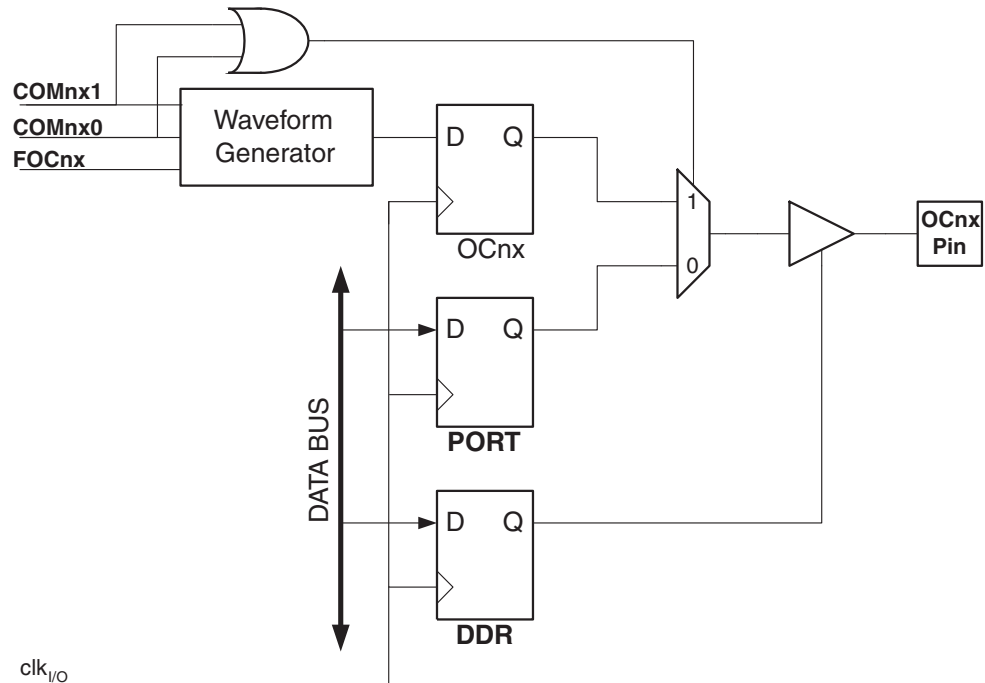 COMnx1
COMnx0
FOCnx
Waveform
Generator
D Q
OCnx
1
0
OCnx
Pin
D Q
PORT
DATA BUS
D Q
DDR
clkI/O